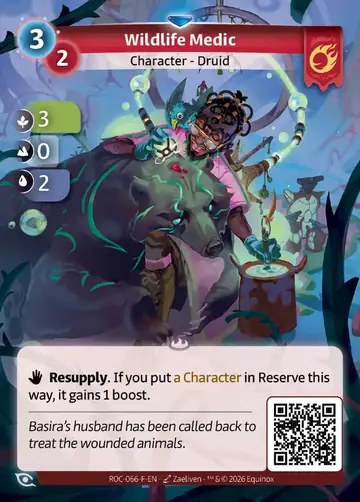 3
Wildlife Medic
2
Character - Druid
3
0
2
Resupply. If you put a Character in Reserve this
way, it gains 1 boost.
Basira's husband has been called back to
treat the wounded animals.
ROC-066-F-EN - Zaeliven - ™ & © 2026 Equinox